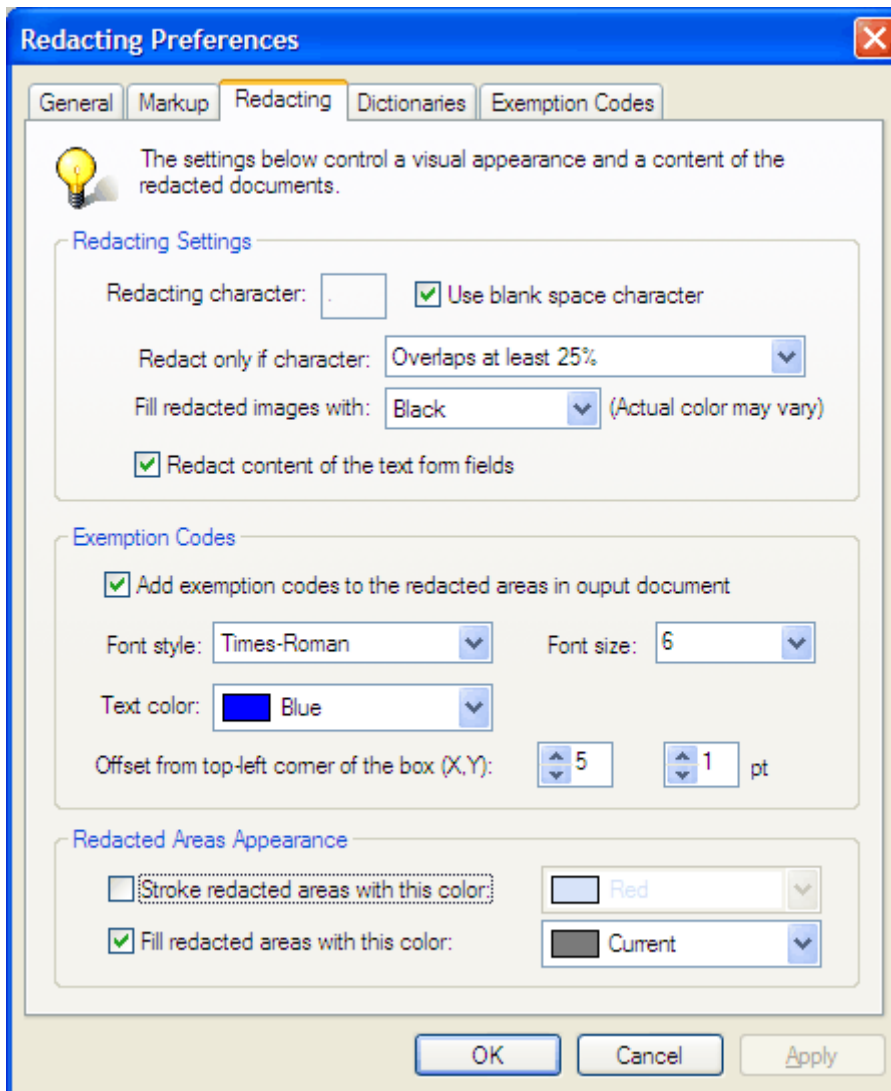 Redacting Preferences
General Markup Redacting Dictionaries Exemption Codes
The settings below control a visual appearance and a content of the
redacted documents.
Redacting Settings
Redacting character: . Use blank space character
Redact only if character: Overlaps at least 25%
Fill redacted images with: Black (Actual color may vary)
Redact content of the text form fields
Exemption Codes
Add exemption codes to the redacted areas in ouput document
Font style: Times-Roman Font size: 6
Text color: Blue
Offset from top-left corner of the box (X,Y): 5 1 pt
Redacted Areas Appearance
Stroke redacted areas with this color: Red
Fill redacted areas with this color: Current
OK Cancel Apply